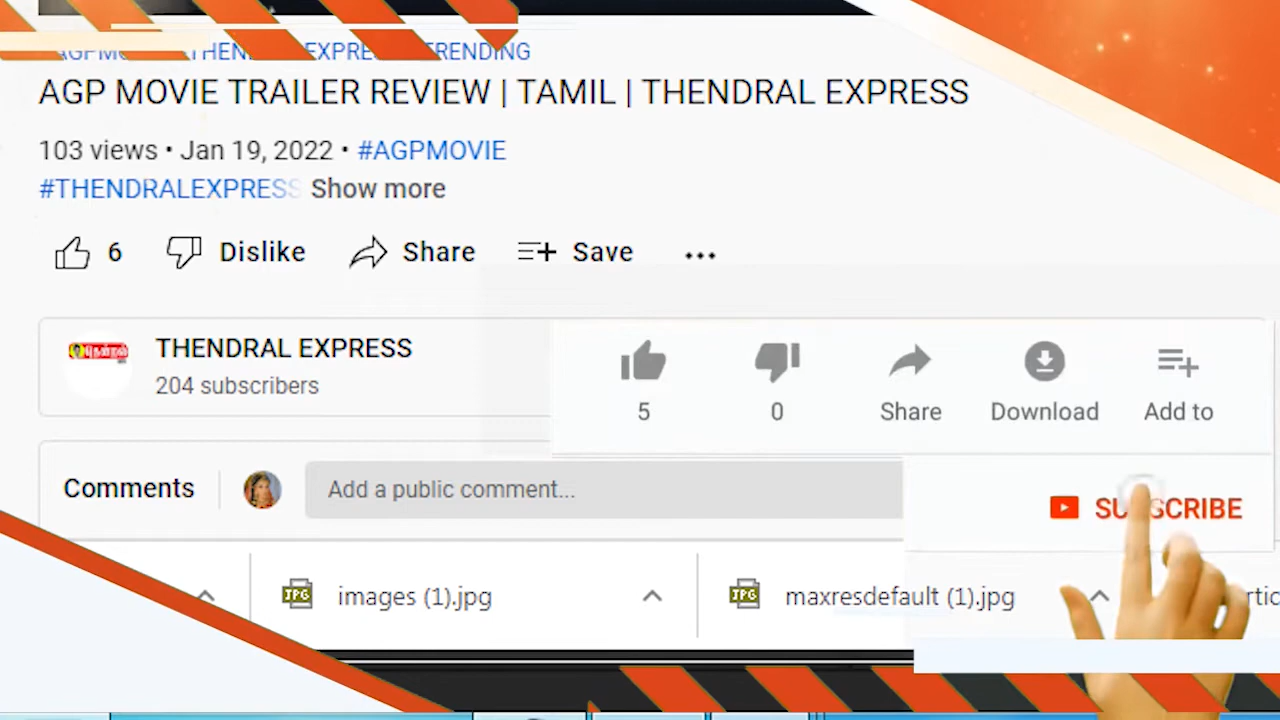 AGP MOVIE TRAILER REVIEW | TAMIL | THENDRAL EXPRESS
103 views • Jan 19, 2022 • #AGPMOVIE
#THENDRALEXPRESS Show more
6 Dislike Share Save
THENDRAL EXPRESS
204 subscribers
5 0 Share Download Add to
Comments Add a public comment...
SUBSCRIBE
images (1).jpg maxresdefault (1).jpg